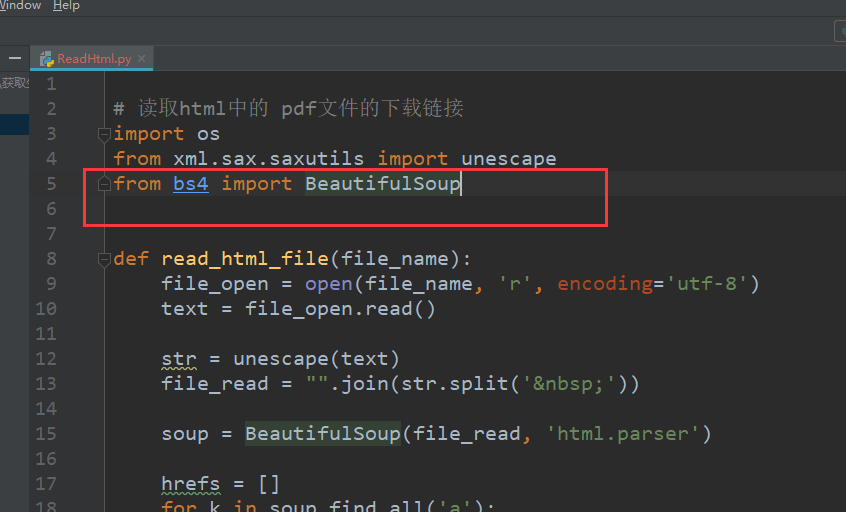 Window Help
ReadHtml.py
获取
1
2 # 读取html中的 pdf文件的下载链接
3 import os
4 from xml.sax.saxutils import unescape
5 from bs4 import BeautifulSoup
6
7
8 def read_html_file(file_name):
9 file_open = open(file_name, 'r', encoding='utf-8')
10 text = file_open.read()
11
12 str = unescape(text)
13 file_read = "".join(str.split('&nbsp;'))
14
15 soup = BeautifulSoup(file_read, 'html.parser')
16
17 hrefs = []
18 for k in soup.find_all('a'):